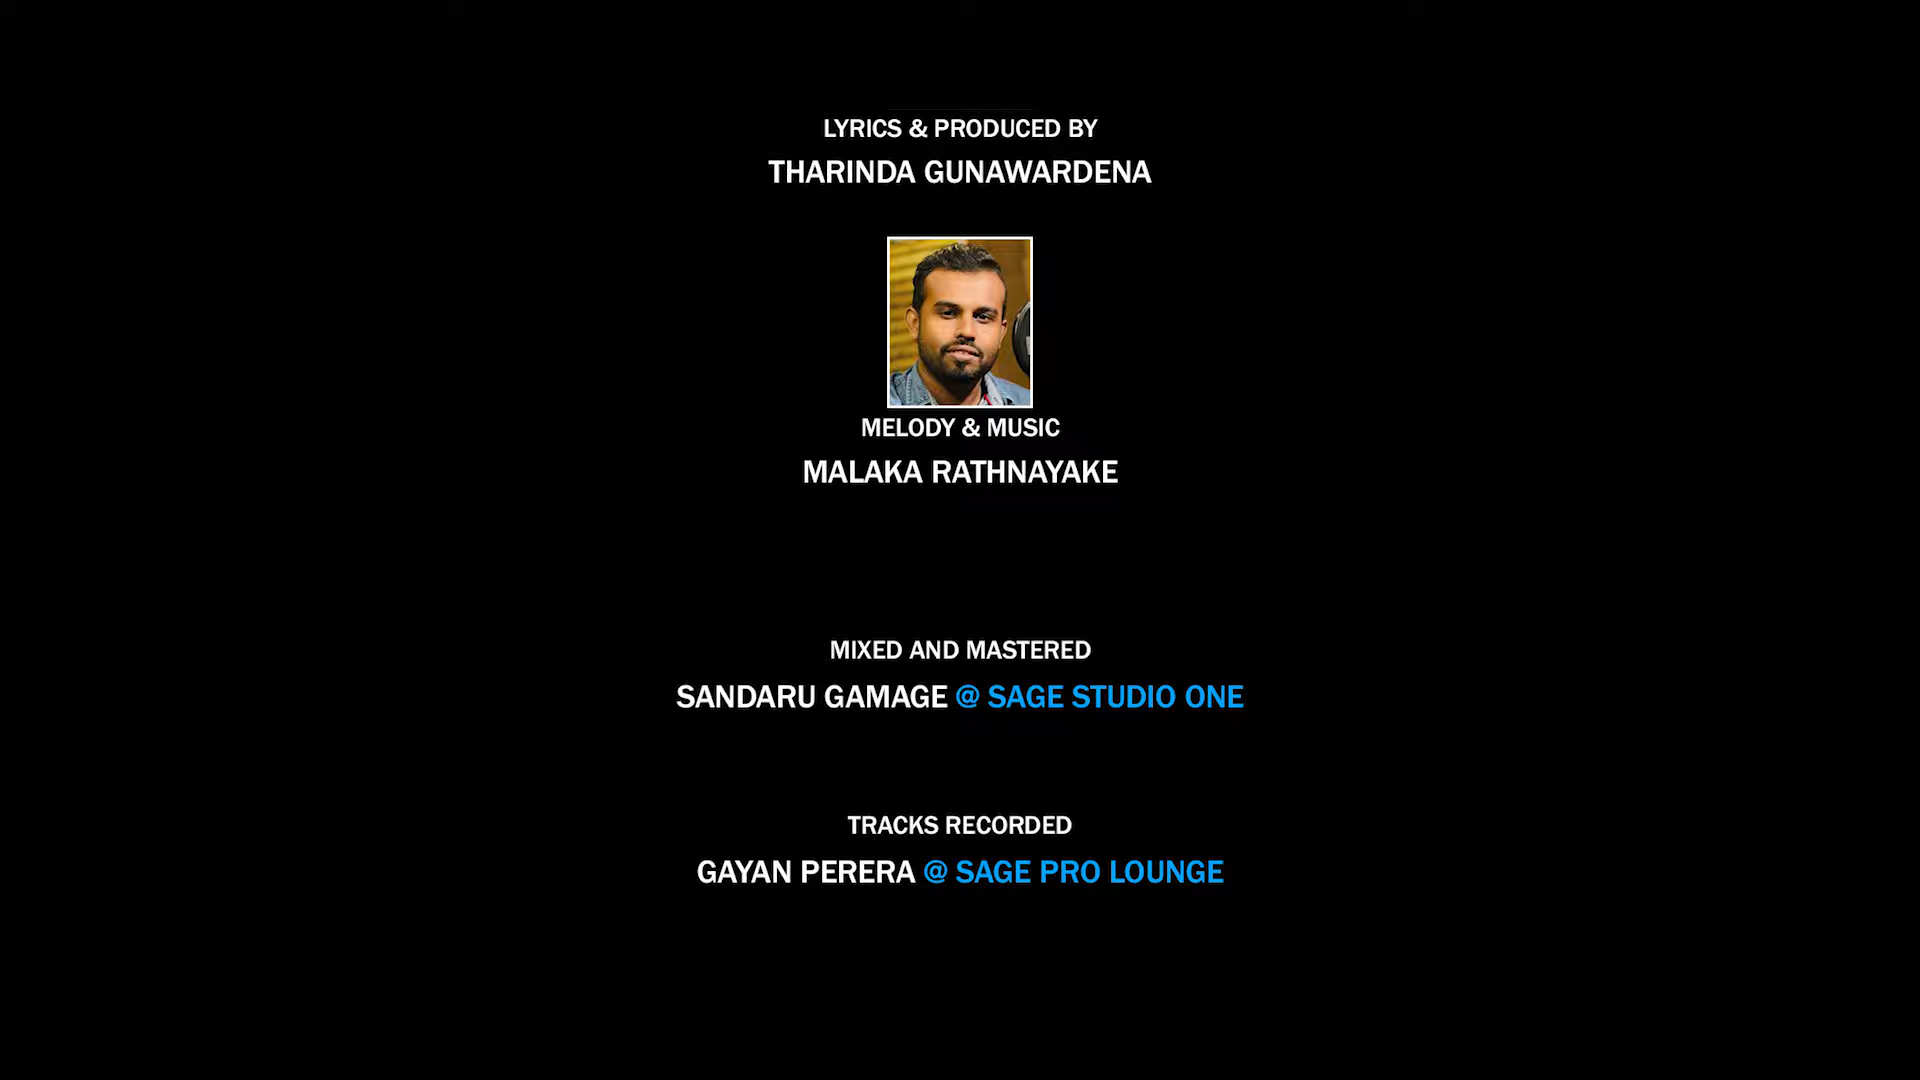 LYRICS & PRODUCED BY
THARINDA GUNAWARDENA
MELODY & MUSIC
MALAKA RATHNAYAKE
MIXED AND MASTERED
SANDARU GAMAGE @ SAGE STUDIO ONE
TRACKS RECORDED
GAYAN PERERA @ SAGE PRO LOUNGE